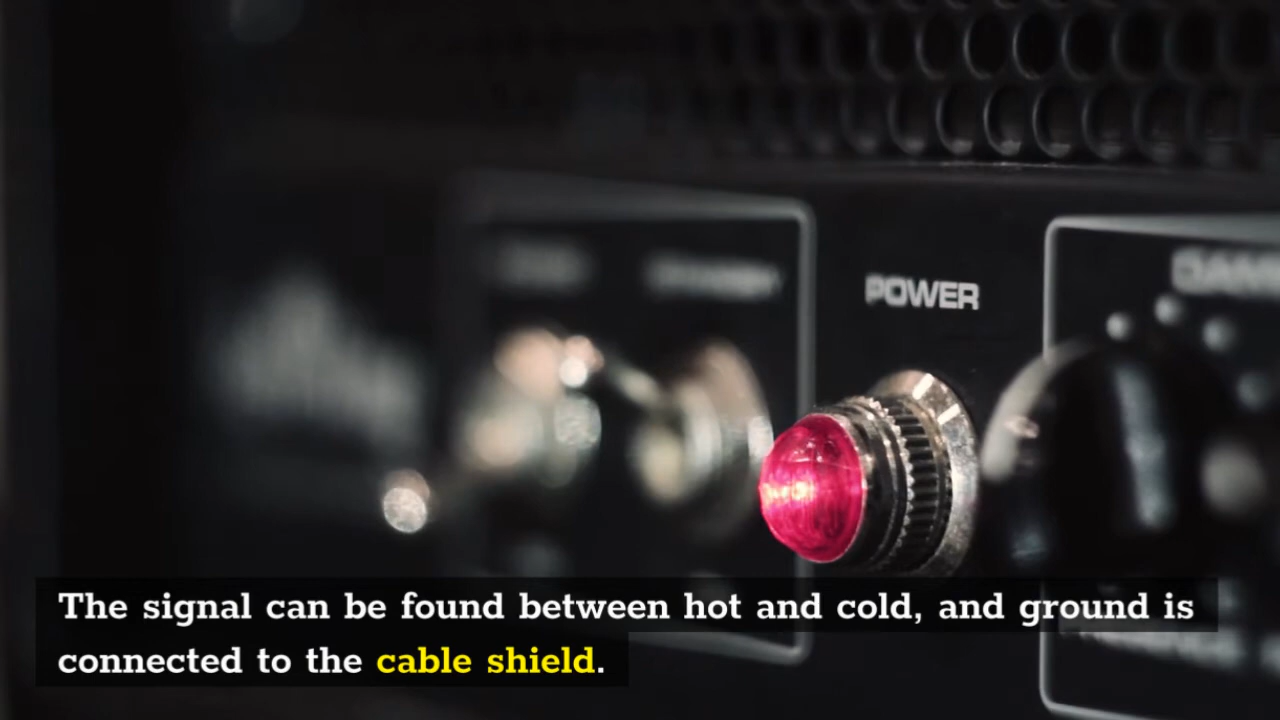 POWER
The signal can be found between hot and cold, and ground is
connected to the cable shield.